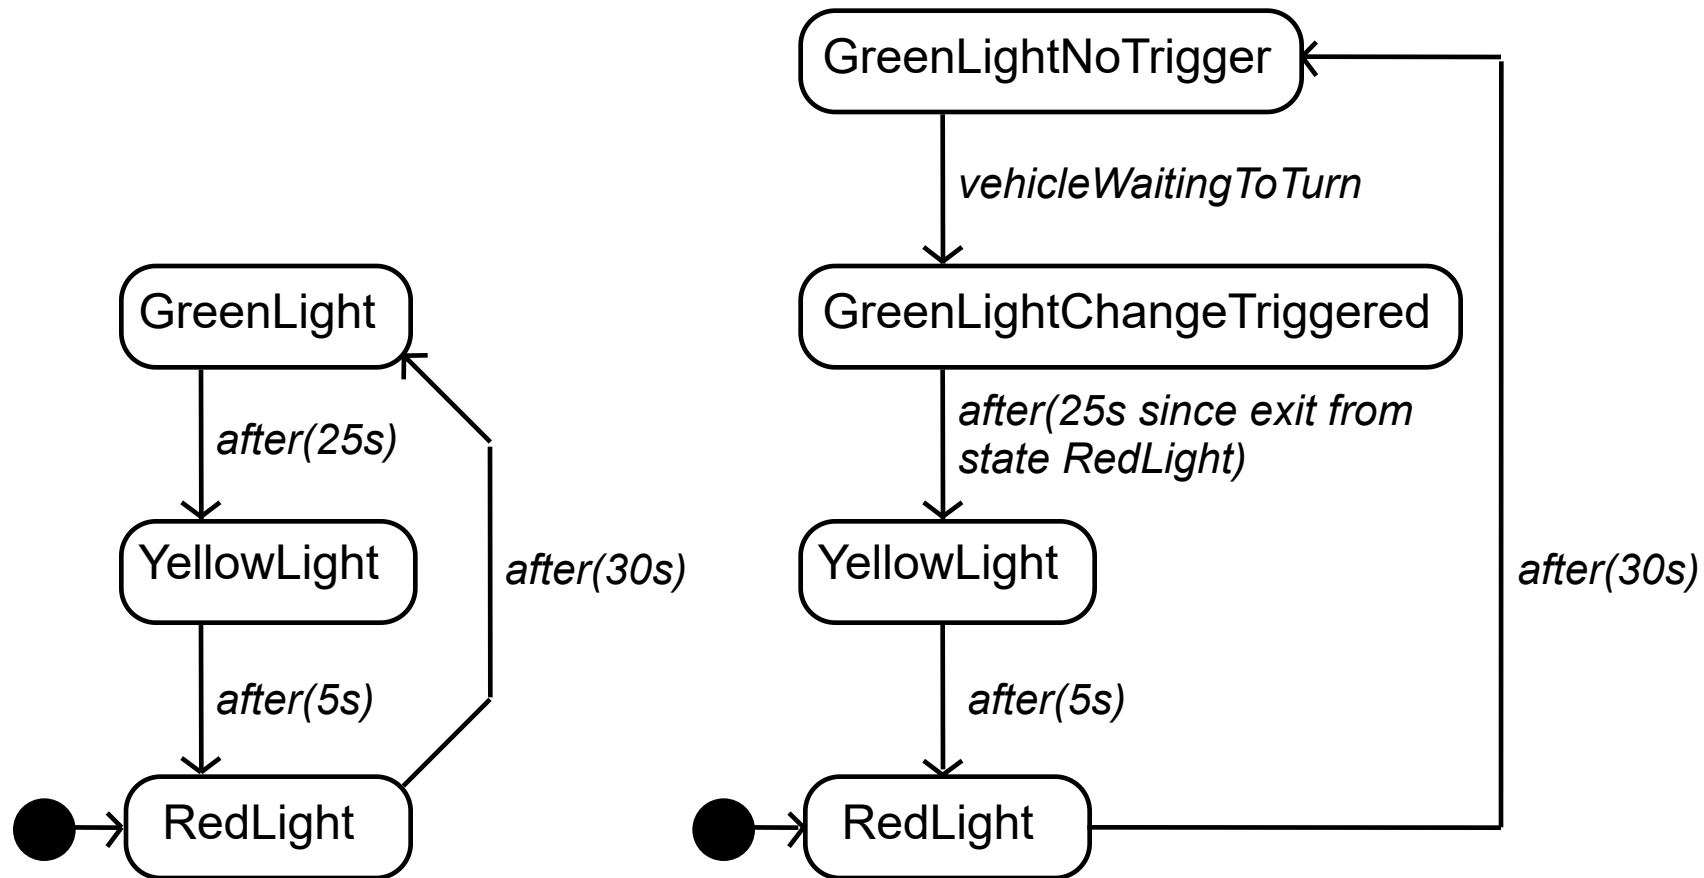 GreenLight
after(25s)
YellowLight
after(30s)
after(5s)
RedLight
GreenLightNoTrigger
vehicleWaitingToTurn
GreenLightChangeTriggered
after(25s since exit from
state RedLight)
YellowLight
after(30s)
after(5s)
RedLight